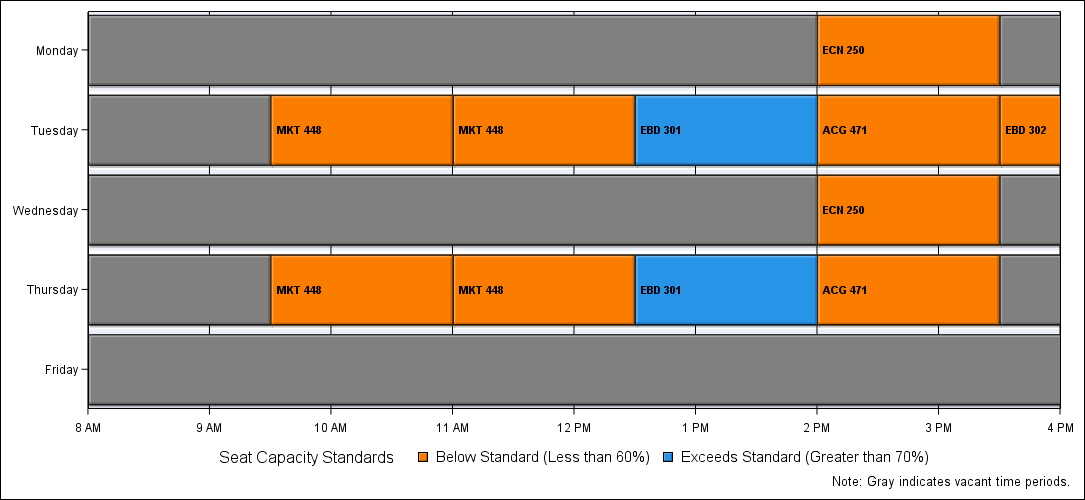 Monday ECN 250
Tuesday MKT 448 MKT 448 EBD 301 ACG 471 EBD 302
Wednesday ECN 250
Thursday MKT 448 MKT 448 EBD 301 ACG 471
Friday
8 AM 9 AM 10 AM 11 AM 12 PM 1 PM 2 PM 3 PM 4 PM
Seat Capacity Standards Below Standard (Less than 60%) Exceeds Standard (Greater than 70%)
Note: Gray indicates vacant time periods.